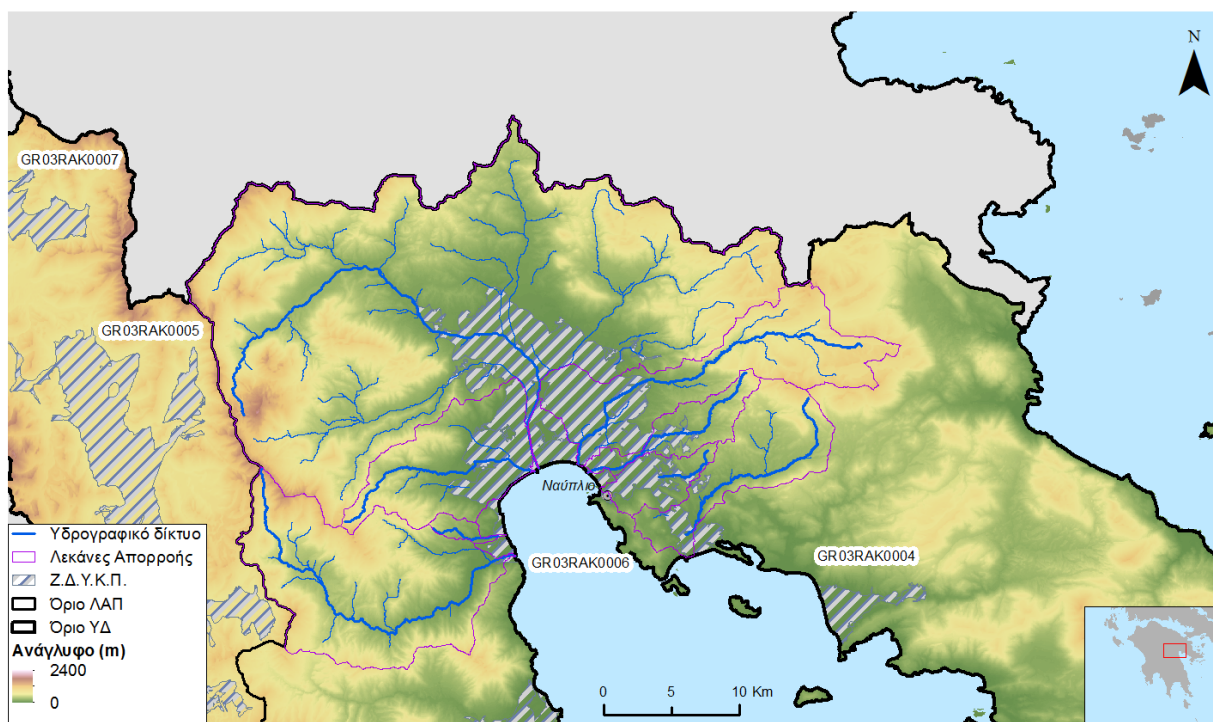 N
GR03RAK0007
GR03RAK0005
Ναύπλιο
GR03RAK0006
GR03RAK0004
Υδρογραφικό δίκτυο
Λεκάνες Απορροής
Ζ.Δ.Υ.Κ.Π.
Όριο ΛΑΠ
Όριο ΥΔ
Ανάγλυφο (m)
2400
0
0 5 10 Km